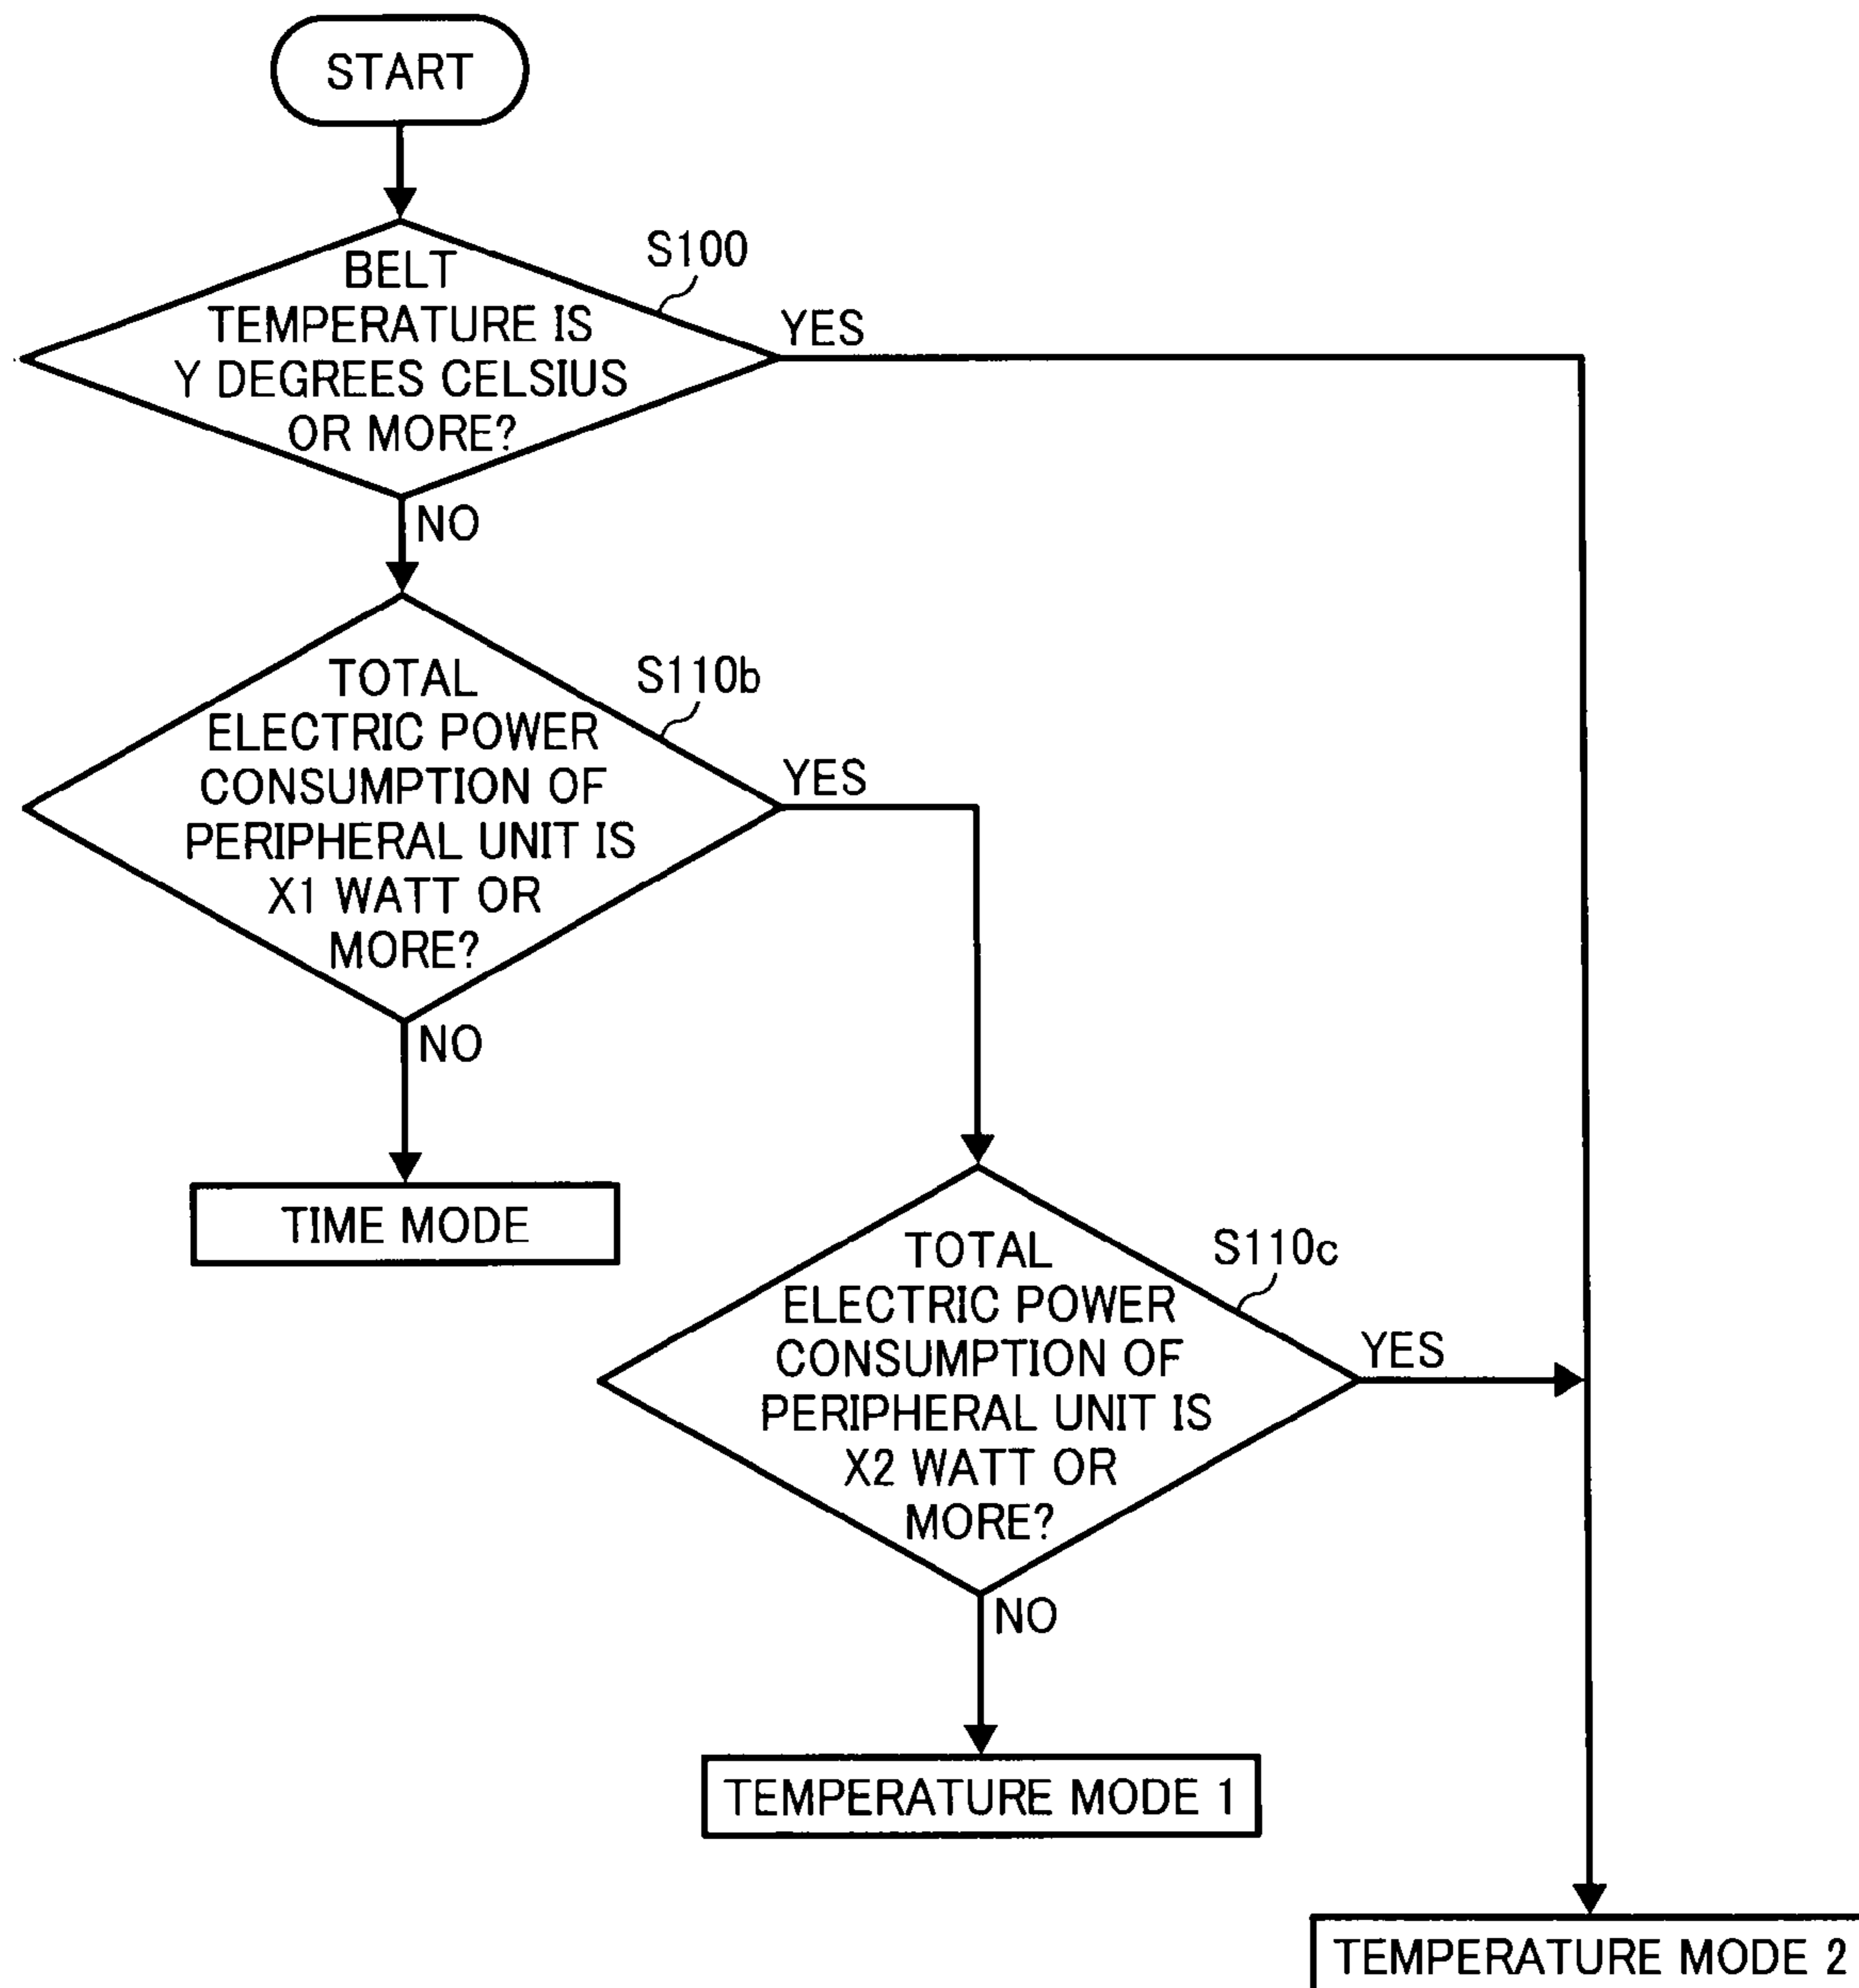 START
S100
BELT
TEMPERATURE IS
Y DEGREES CELSIUS
OR MORE?
YES
NO
S110b
TOTAL
ELECTRIC POWER
CONSUMPTION OF
PERIPHERAL UNIT IS
X1 WATT OR
MORE?
YES
NO
TIME MODE
S110c
TOTAL
ELECTRIC POWER
CONSUMPTION OF
PERIPHERAL UNIT IS
X2 WATT OR
MORE?
YES
NO
TEMPERATURE MODE 1
TEMPERATURE MODE 2